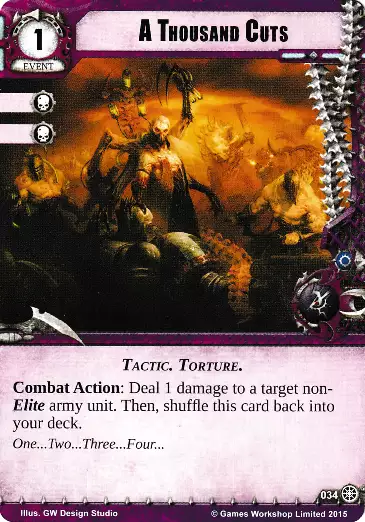 A THOUSAND CUTS
1
EVENT
TACTIC. TORTURE.
Combat Action: Deal 1 damage to a target non-
Elite army unit. Then, shuffle this card back into
your deck.
One...Two...Three...Four...
034
Illus. GW Design Studio
© Games Workshop Limited 2015